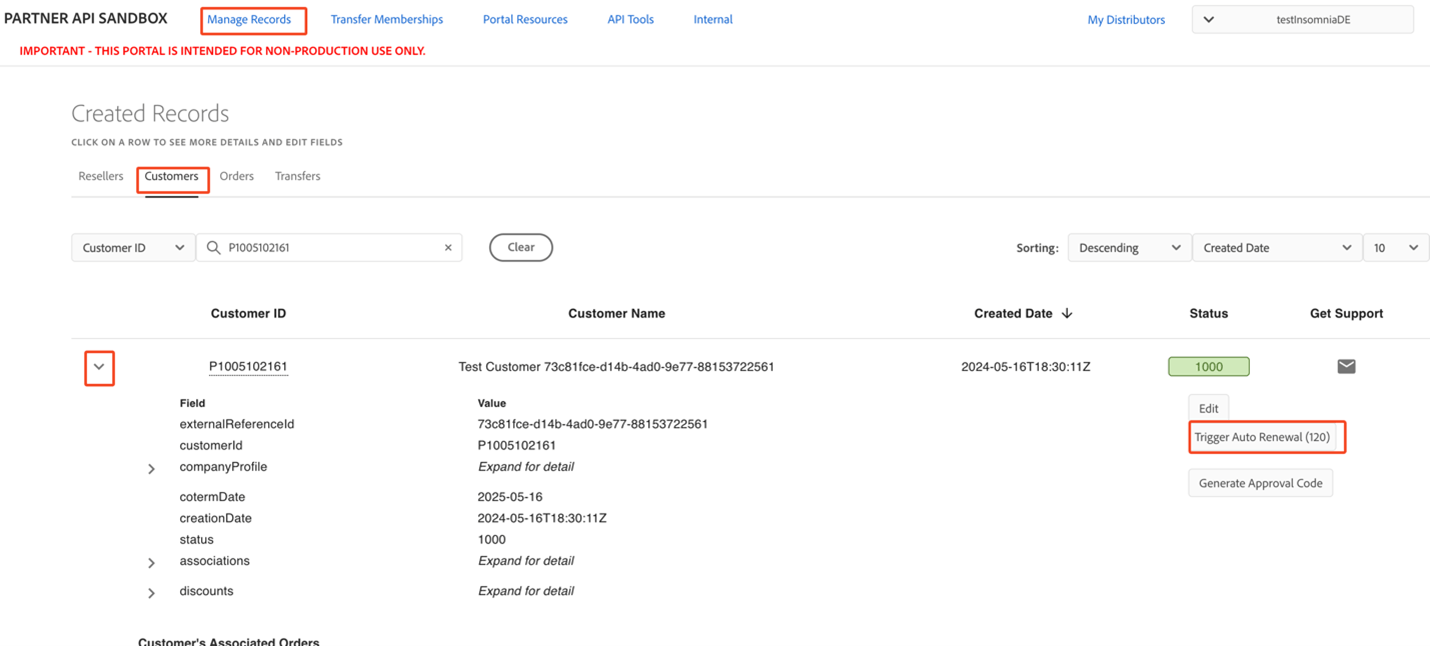 PARTNER API SANDBOX Manage Records Transfer Memberships Portal Resources API Tools Internal My Distributors testInsomniaDE
IMPORTANT - THIS PORTAL IS INTENDED FOR NON-PRODUCTION USE ONLY.
Created Records
CLICK ON A ROW TO SEE MORE DETAILS AND EDIT FIELDS
Resellers Customers Orders Transfers
Customer ID P1005102161 × Clear Sorting: Descending Created Date 10
Customer ID Customer Name Created Date ↓ Status Get Support
P1005102161 Test Customer 73c81fce-d14b-4ad0-9e77-88153722561 2024-05-16T18:30:11Z 1000
Field Value Edit
externalReferenceId 73c81fce-d14b-4ad0-9e77-88153722561
customerId P1005102161 Trigger Auto Renewal (120)
companyProfile Expand for detail
Generate Approval Code
cotermDate 2025-05-16
creationDate 2024-05-16T18:30:11Z
status 1000
associations Expand for detail
discounts Expand for detail
Customer's Associated Orders